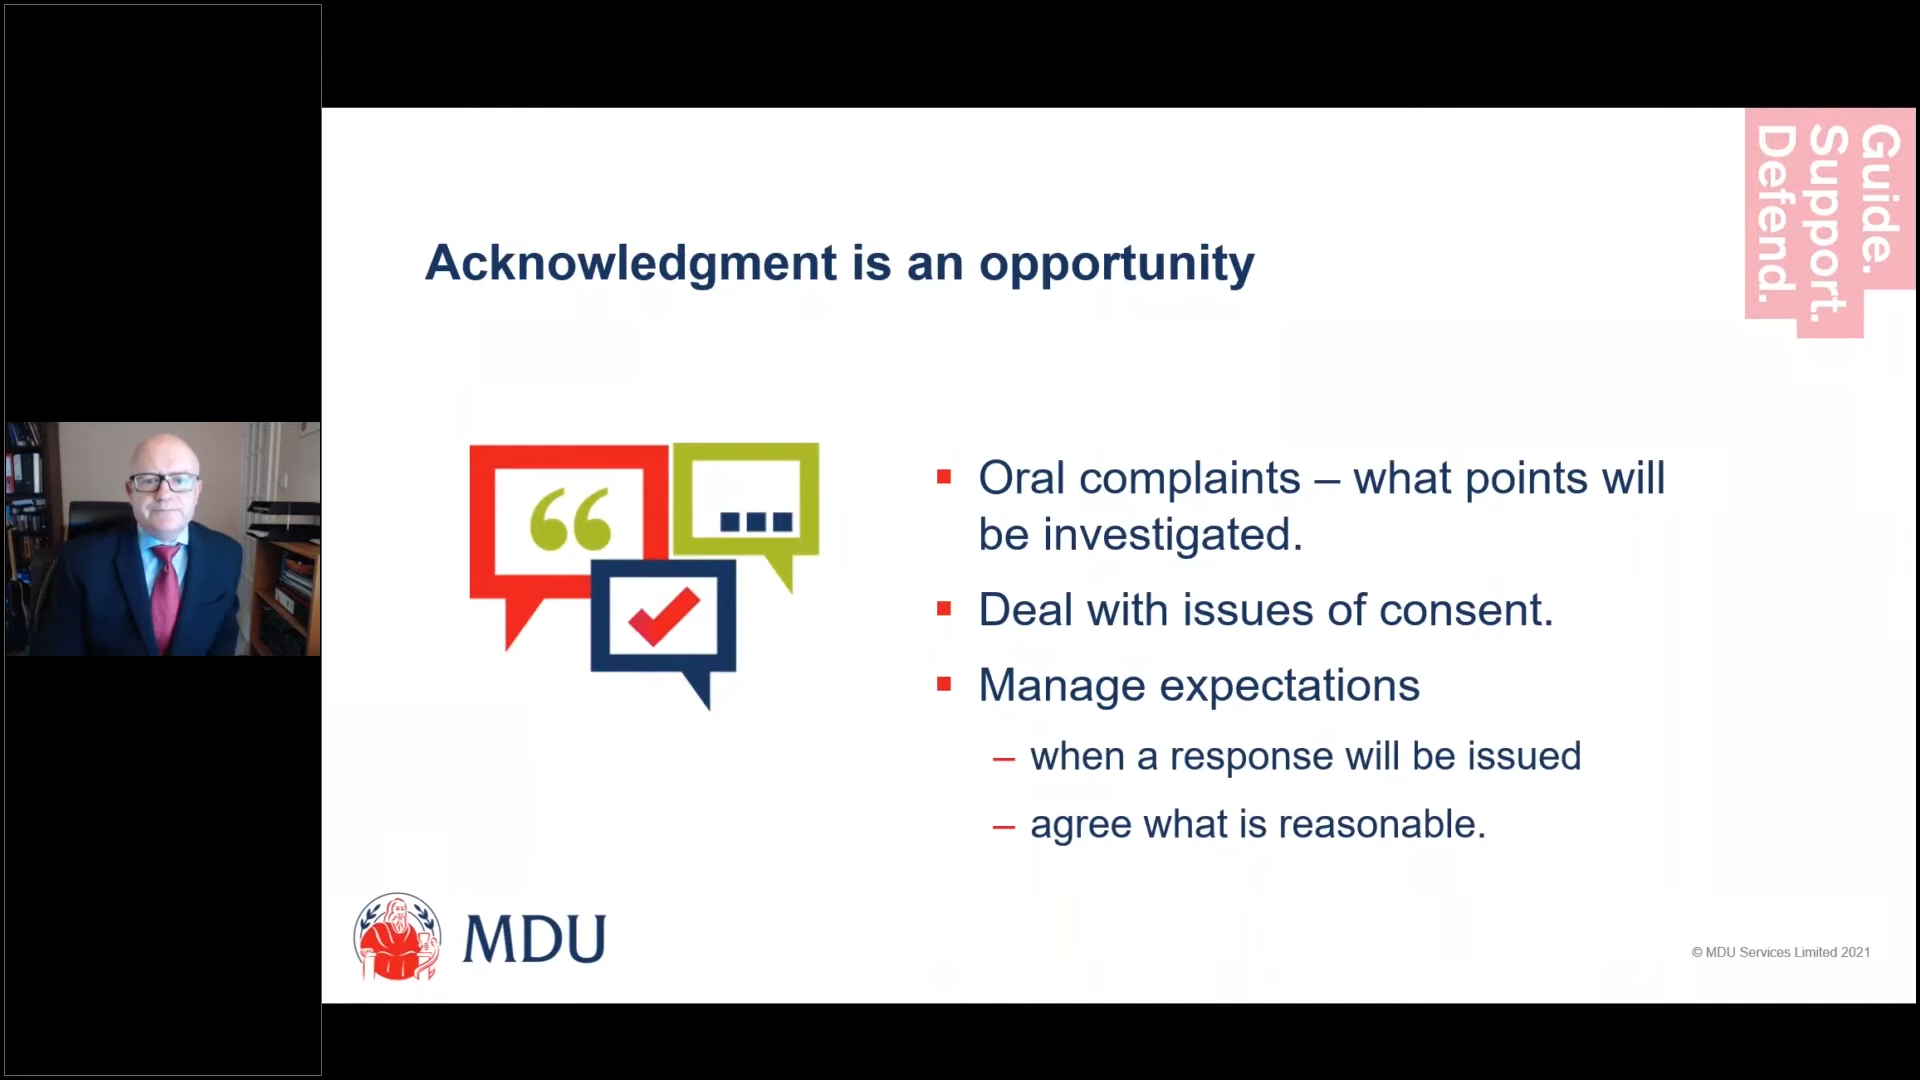 Guide.
Support.
Defend.
Acknowledgment is an opportunity
Oral complaints – what points will
be investigated.
Deal with issues of consent.
Manage expectations
– when a response will be issued
– agree what is reasonable.
MDU
© MDU Services Limited 2021